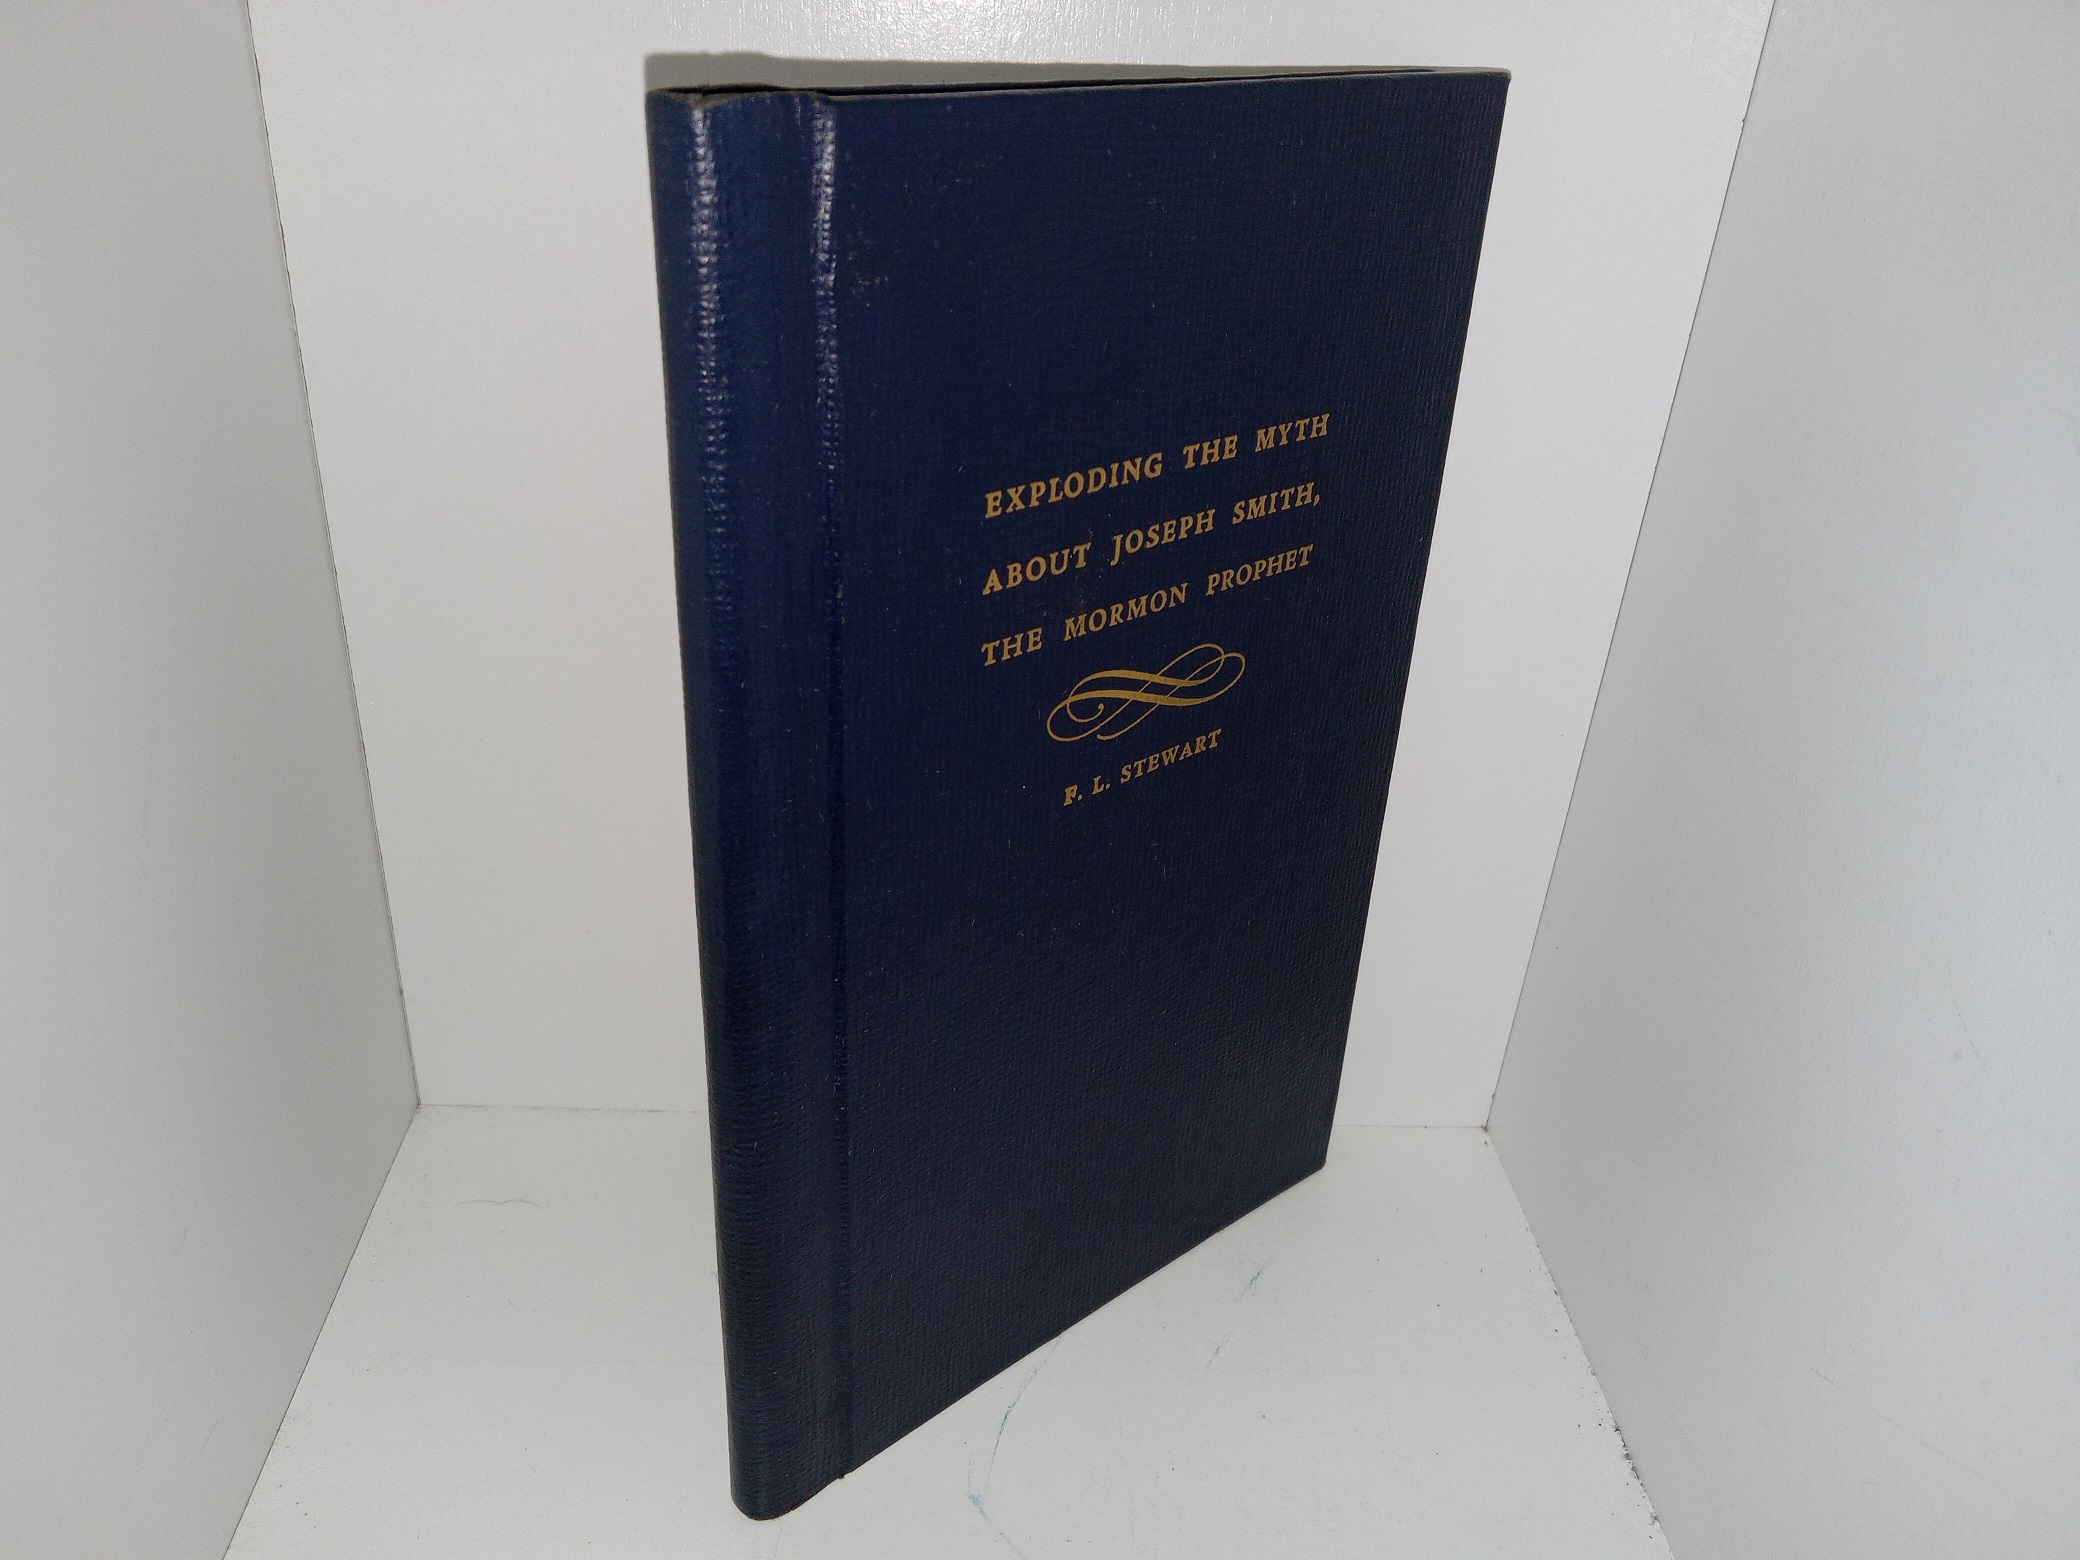 EXPLODING THE MYTH
ABOUT JOSEPH SMITH,
THE MORMON PROPHET
F. L. STEWART